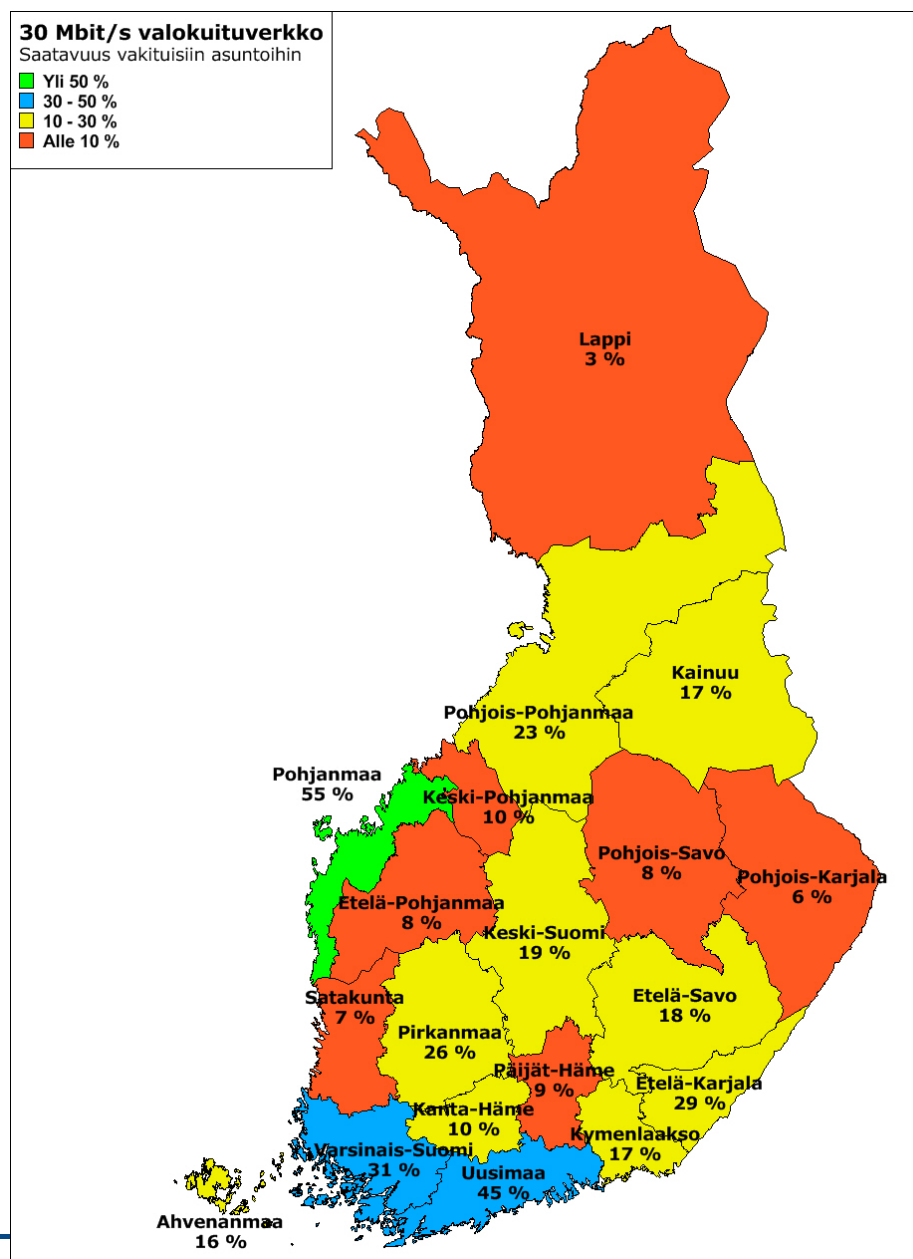 30 Mbit/s valokuituverkko
Saatavuus vakituisiin asuntoihin
Yli 50 %
30 - 50 %
10 - 30 %
Alle 10 %
Lappi
3 %
Kainuu
17 %
Pohjois-Pohjanmaa
23 %
Pohjanmaa
55 %
Keski-Pohjanmaa
10 %
Pohjois-Savo
8 %
Pohjois-Karjala
6 %
Etelä-Pohjanmaa
8 %
Keski-Suomi
19 %
Etelä-Savo
18 %
Satakunta
7 %
Pirkanmaa
26 %
Päijät-Häme
9 %
Etelä-Karjala
29 %
Kanta-Häme
10 %
Kymenlaakso
17 %
Varsinais-Suomi
31 %
Uusimaa
45 %
Ahvenanmaa
16 %